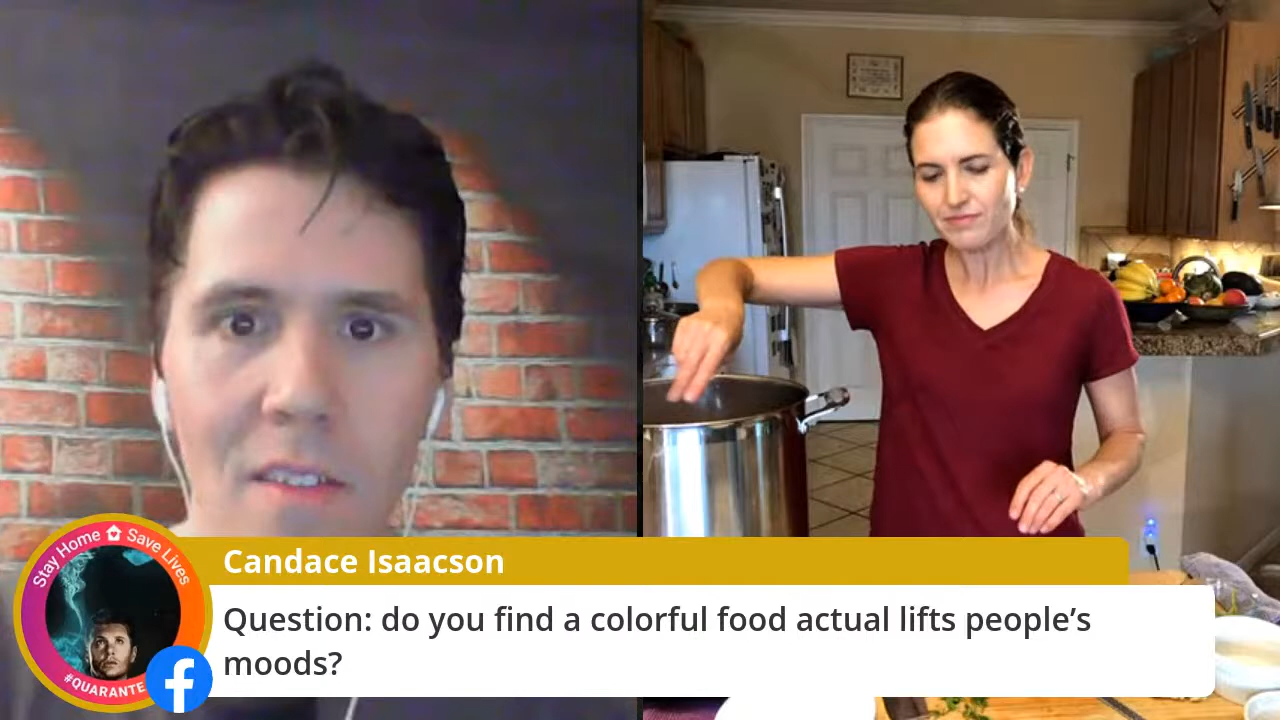 Candace Isaacson
Question: do you find a colorful food actual lifts people's
moods?
Stay Home Save Lives
#QUARANTE